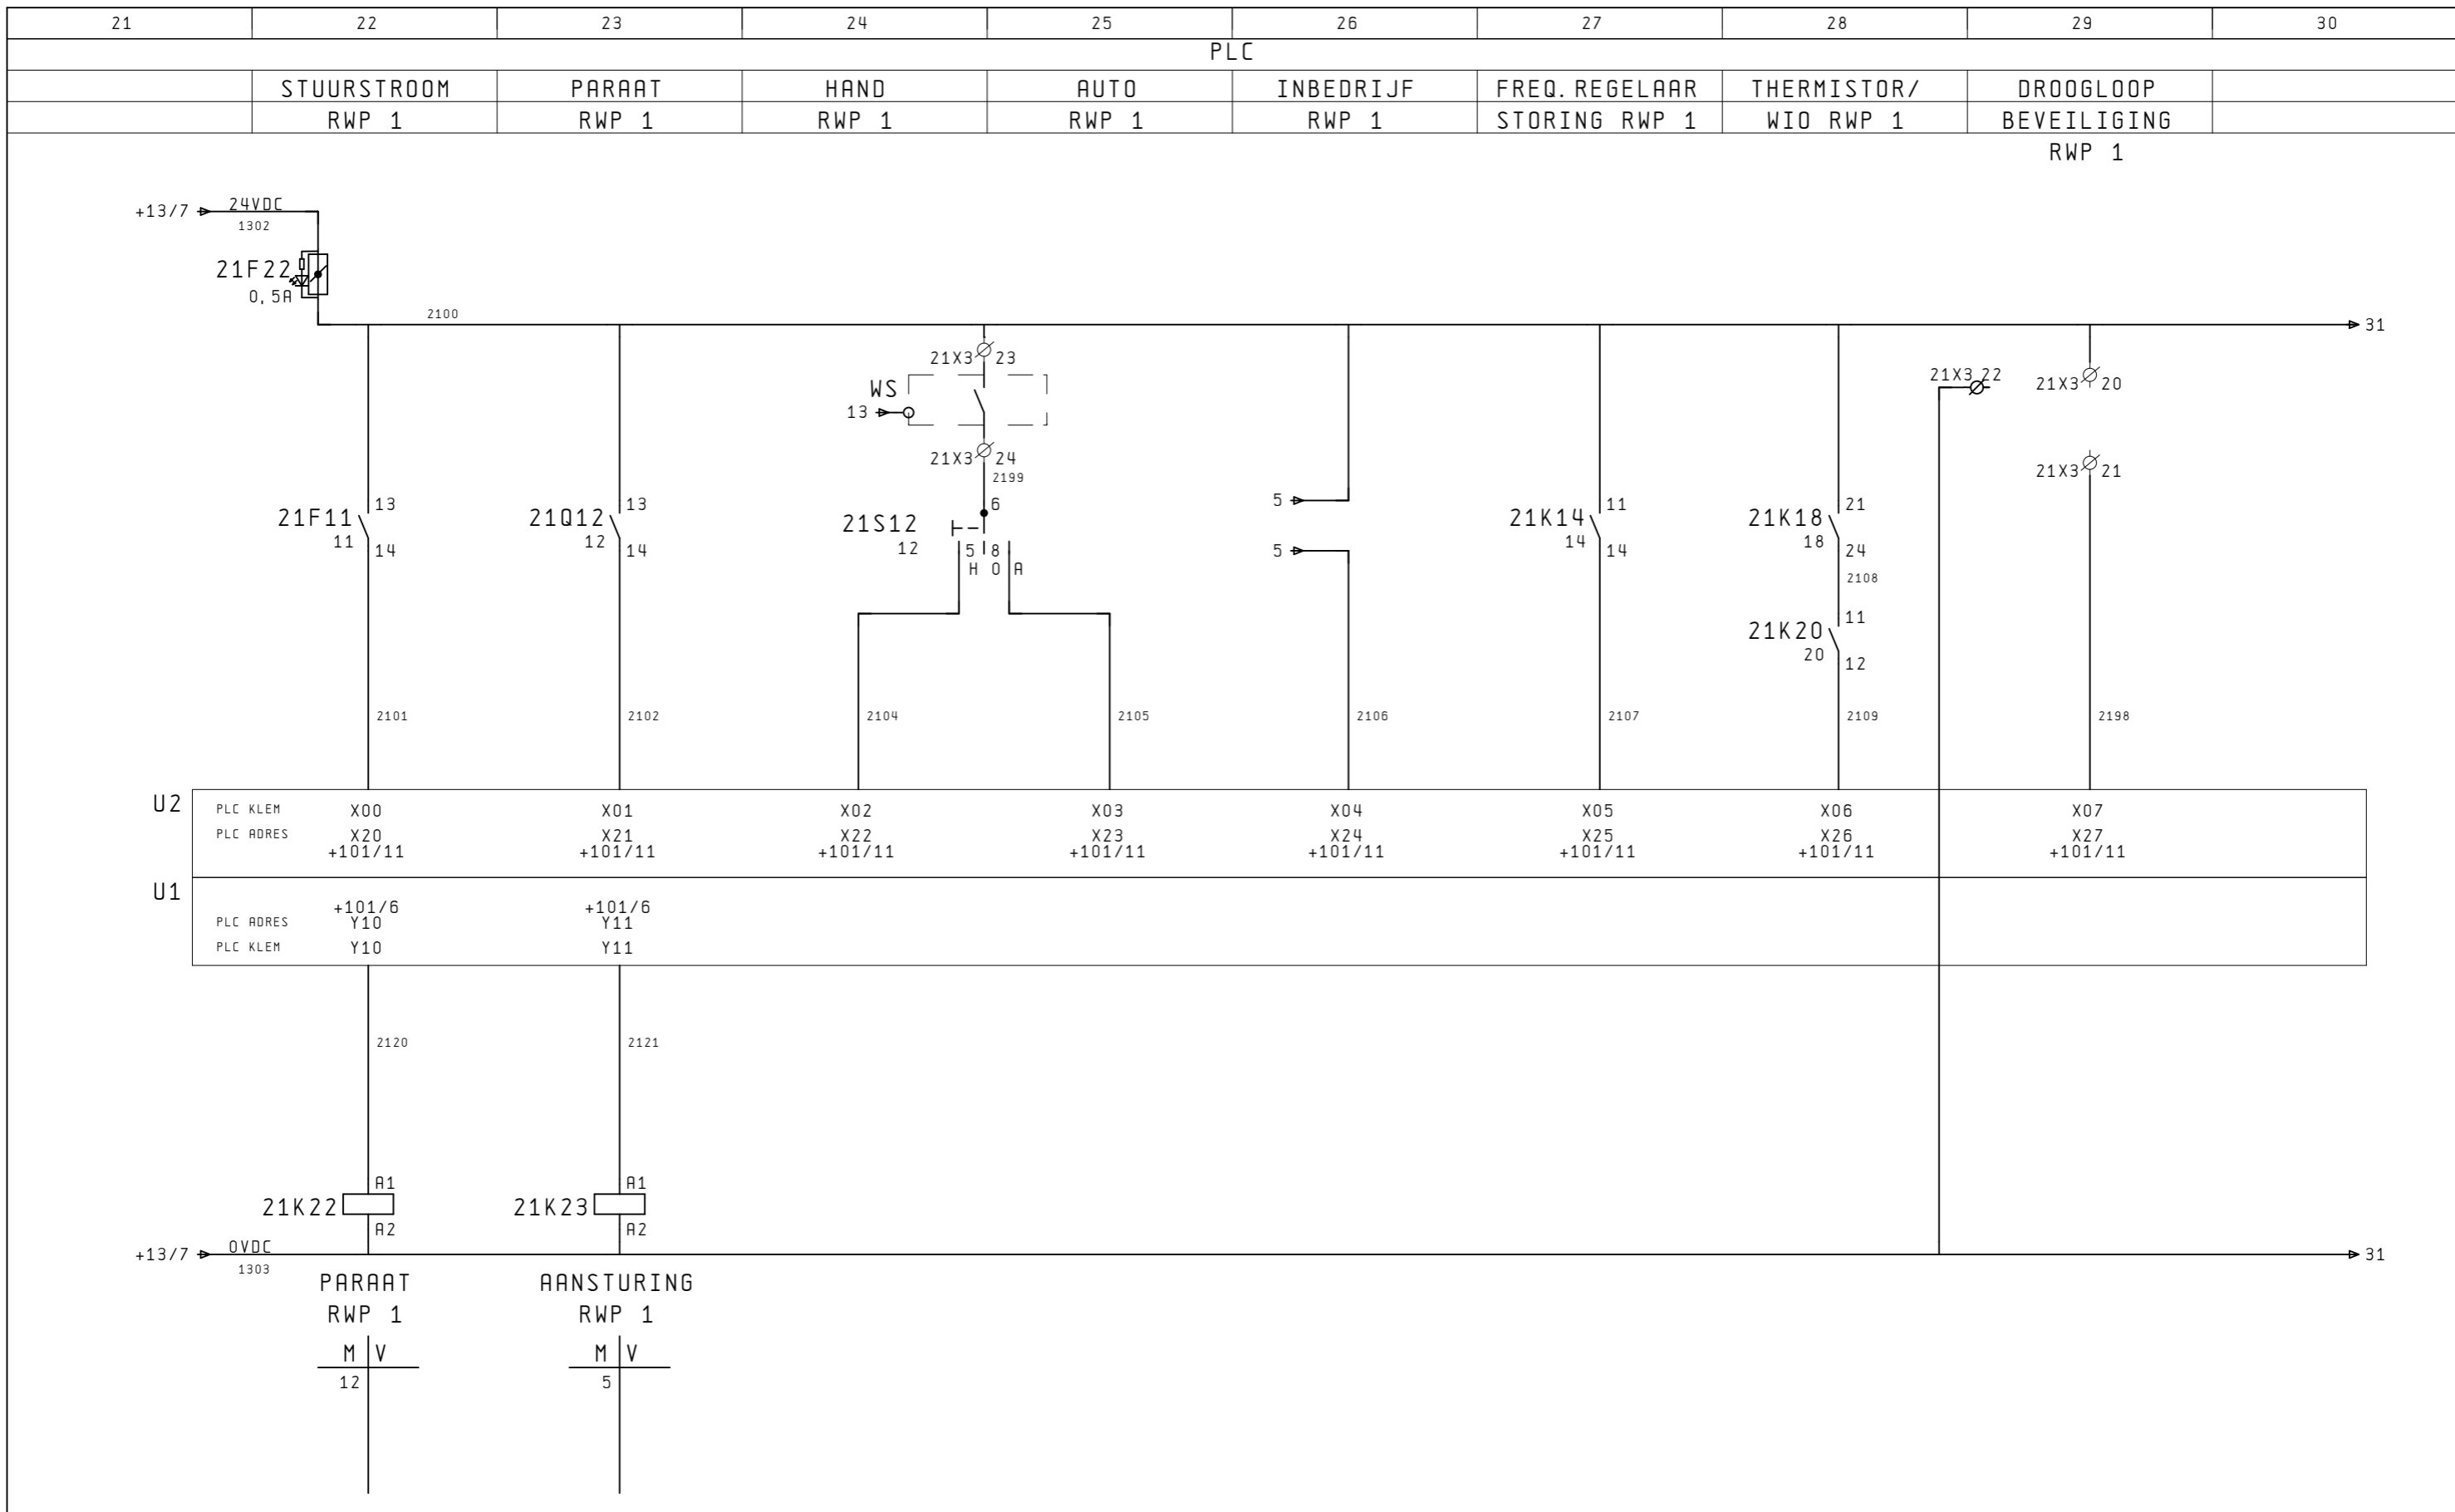 21 22 23 24 25 26 27 28 29 30
PLC
STUURSTROOM PARAAT HAND AUTO INBEDRIJF FREQ.REGELAAR THERMISTOR/ DROOGLOOP
RWP 1 RWP 1 RWP 1 RWP 1 RWP 1 STORING RWP 1 WIO RWP 1 BEVEILIGING
RWP 1
+13/7 24VDC
1302
21F22
0,5A
2100
31
21X3 23
21X3 22 21X3 20
WS
13
21X3 24
21X3 21
2199
13 13 6 5 11 21
21F11 21Q12 21S12 21K14 21K18
11 12 12 14 18
14 14 5 8 5 14 24
H O A
2108
11
21K20
20
12
2101 2102 2104 2105 2106 2107 2109 2198
U2
PLC KLEM X00 X01 X02 X03 X04 X05 X06 X07
PLC ADRES X20 X21 X22 X23 X24 X25 X26 X27
+101/11 +101/11 +101/11 +101/11 +101/11 +101/11 +101/11 +101/11
U1
+101/6 +101/6
PLC ADRES Y10 Y11
PLC KLEM Y10 Y11
2120 2121
A1 A1
21K22 21K23
A2 A2
+13/7 0VDC 31
1303
PARAAT AANSTURING
RWP 1 RWP 1
M V M V
12 5